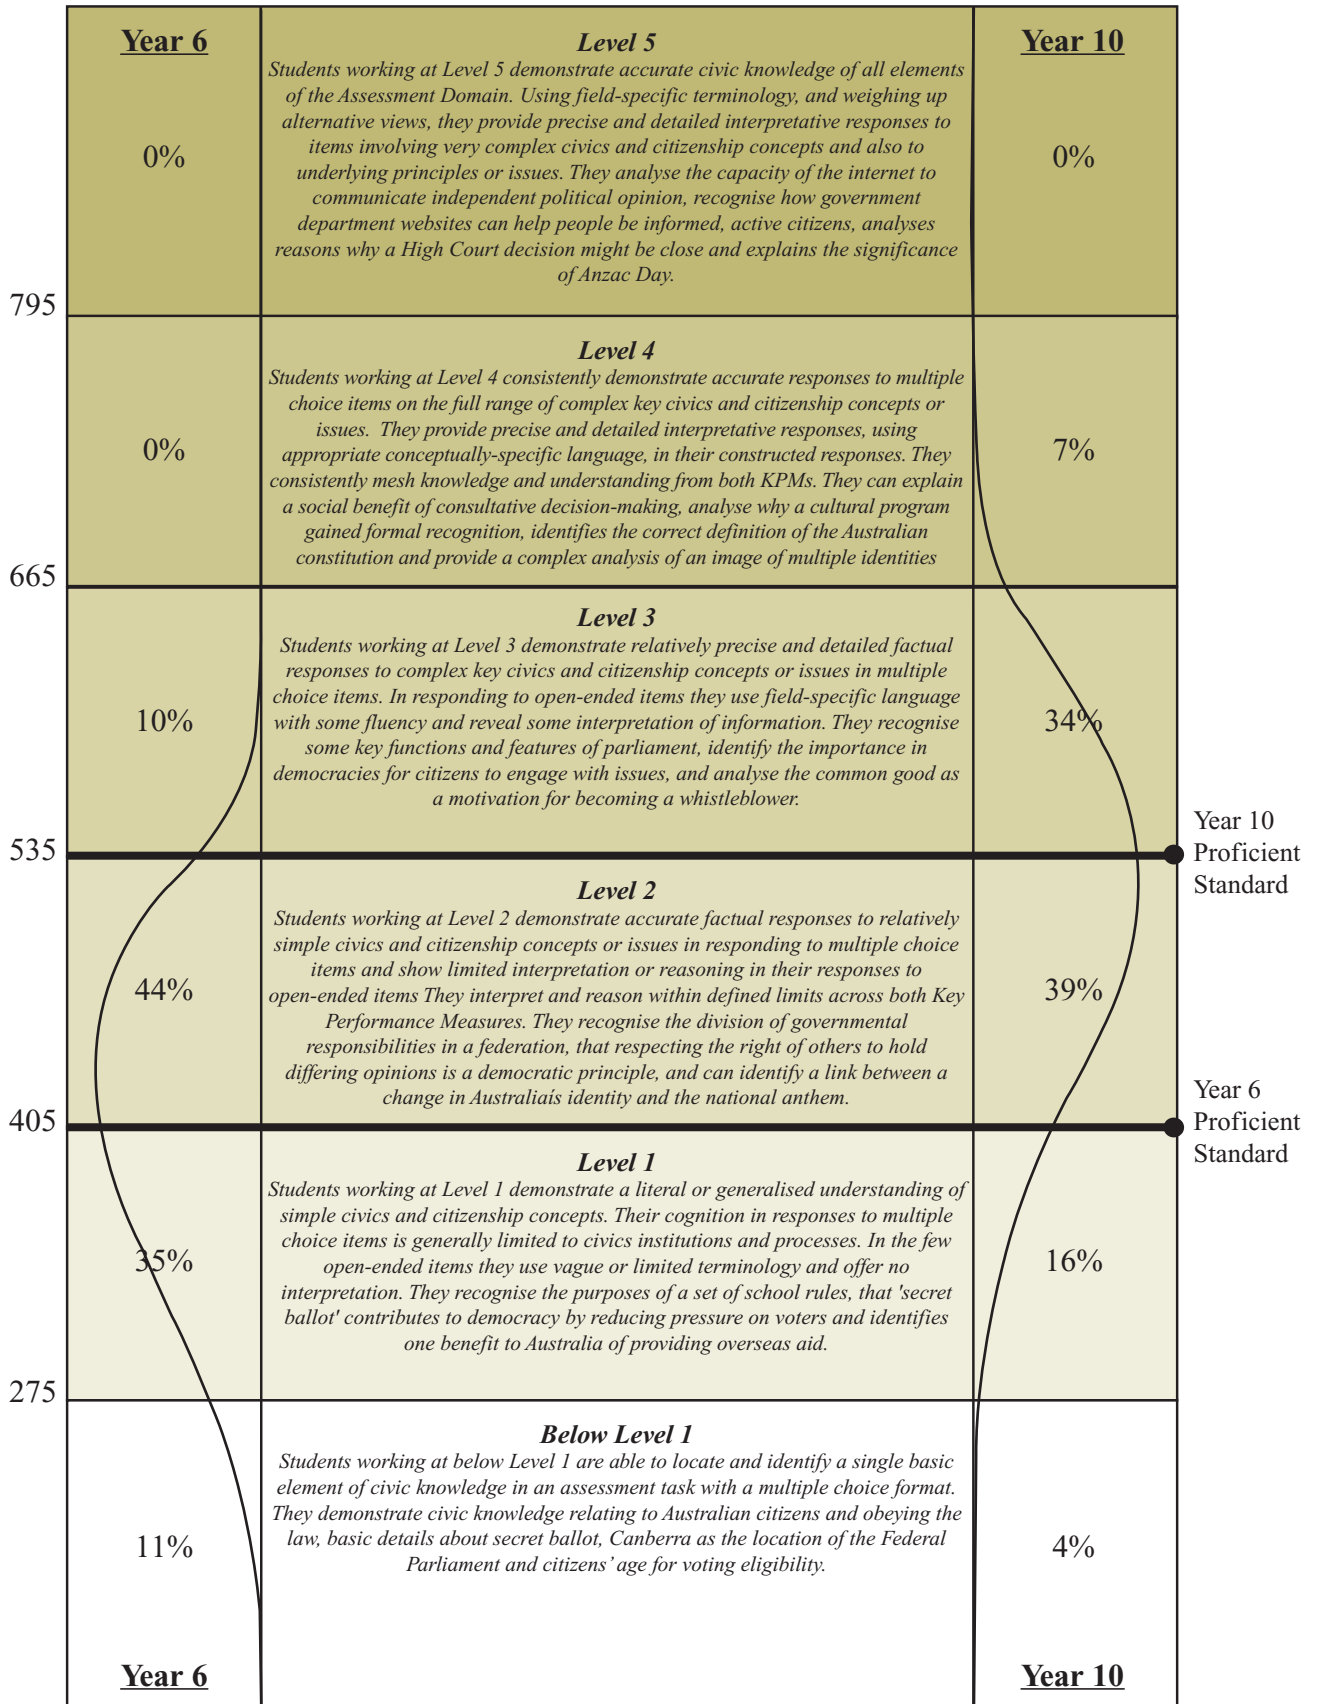 Year 6
Level 5
Year 10
Students working at Level 5 demonstrate accurate civic knowledge of all elements
of the Assessment Domain. Using field-specific terminology, and weighing up
alternative views, they provide precise and detailed interpretative responses to
items involving very complex civics and citizenship concepts and also to
underlying principles or issues. They analyse the capacity of the internet to
communicate independent political opinion, recognise how government
department websites can help people be informed, active citizens, analyses
reasons why a High Court decision might be close and explains the significance
of Anzac Day.
0%
0%
795
Level 4
Students working at Level 4 consistently demonstrate accurate responses to multiple
choice items on the full range of complex key civics and citizenship concepts or
issues. They provide precise and detailed interpretative responses, using
appropriate conceptually-specific language, in their constructed responses. They
consistently mesh knowledge and understanding from both KPMs. They can explain
a social benefit of consultative decision-making, analyse why a cultural program
gained formal recognition, identifies the correct definition of the Australian
constitution and provide a complex analysis of an image of multiple identities
0%
7%
665
Level 3
Students working at Level 3 demonstrate relatively precise and detailed factual
responses to complex key civics and citizenship concepts or issues in multiple
choice items. In responding to open-ended items they use field-specific language
with some fluency and reveal some interpretation of information. They recognise
some key functions and features of parliament, identify the importance in
democracies for citizens to engage with issues, and analyse the common good as
a motivation for becoming a whistleblower.
10%
34%
535
Year 10
Proficient
Standard
Level 2
Students working at Level 2 demonstrate accurate factual responses to relatively
simple civics and citizenship concepts or issues in responding to multiple choice
items and show limited interpretation or reasoning in their responses to
open-ended items They interpret and reason within defined limits across both Key
Performance Measures. They recognise the division of governmental
responsibilities in a federation, that respecting the right of others to hold
differing opinions is a democratic principle, and can identify a link between a
change in Australiaís identity and the national anthem.
44%
39%
405
Year 6
Proficient
Standard
Level 1
Students working at Level 1 demonstrate a literal or generalised understanding of
simple civics and citizenship concepts. Their cognition in responses to multiple
choice items is generally limited to civics institutions and processes. In the few
open-ended items they use vague or limited terminology and offer no
interpretation. They recognise the purposes of a set of school rules, that 'secret
ballot' contributes to democracy by reducing pressure on voters and identifies
one benefit to Australia of providing overseas aid.
35%
16%
275
Below Level 1
Students working at below Level 1 are able to locate and identify a single basic
element of civic knowledge in an assessment task with a multiple choice format.
They demonstrate civic knowledge relating to Australian citizens and obeying the
law, basic details about secret ballot, Canberra as the location of the Federal
Parliament and citizens’ age for voting eligibility.
11%
4%
Year 6
Year 10